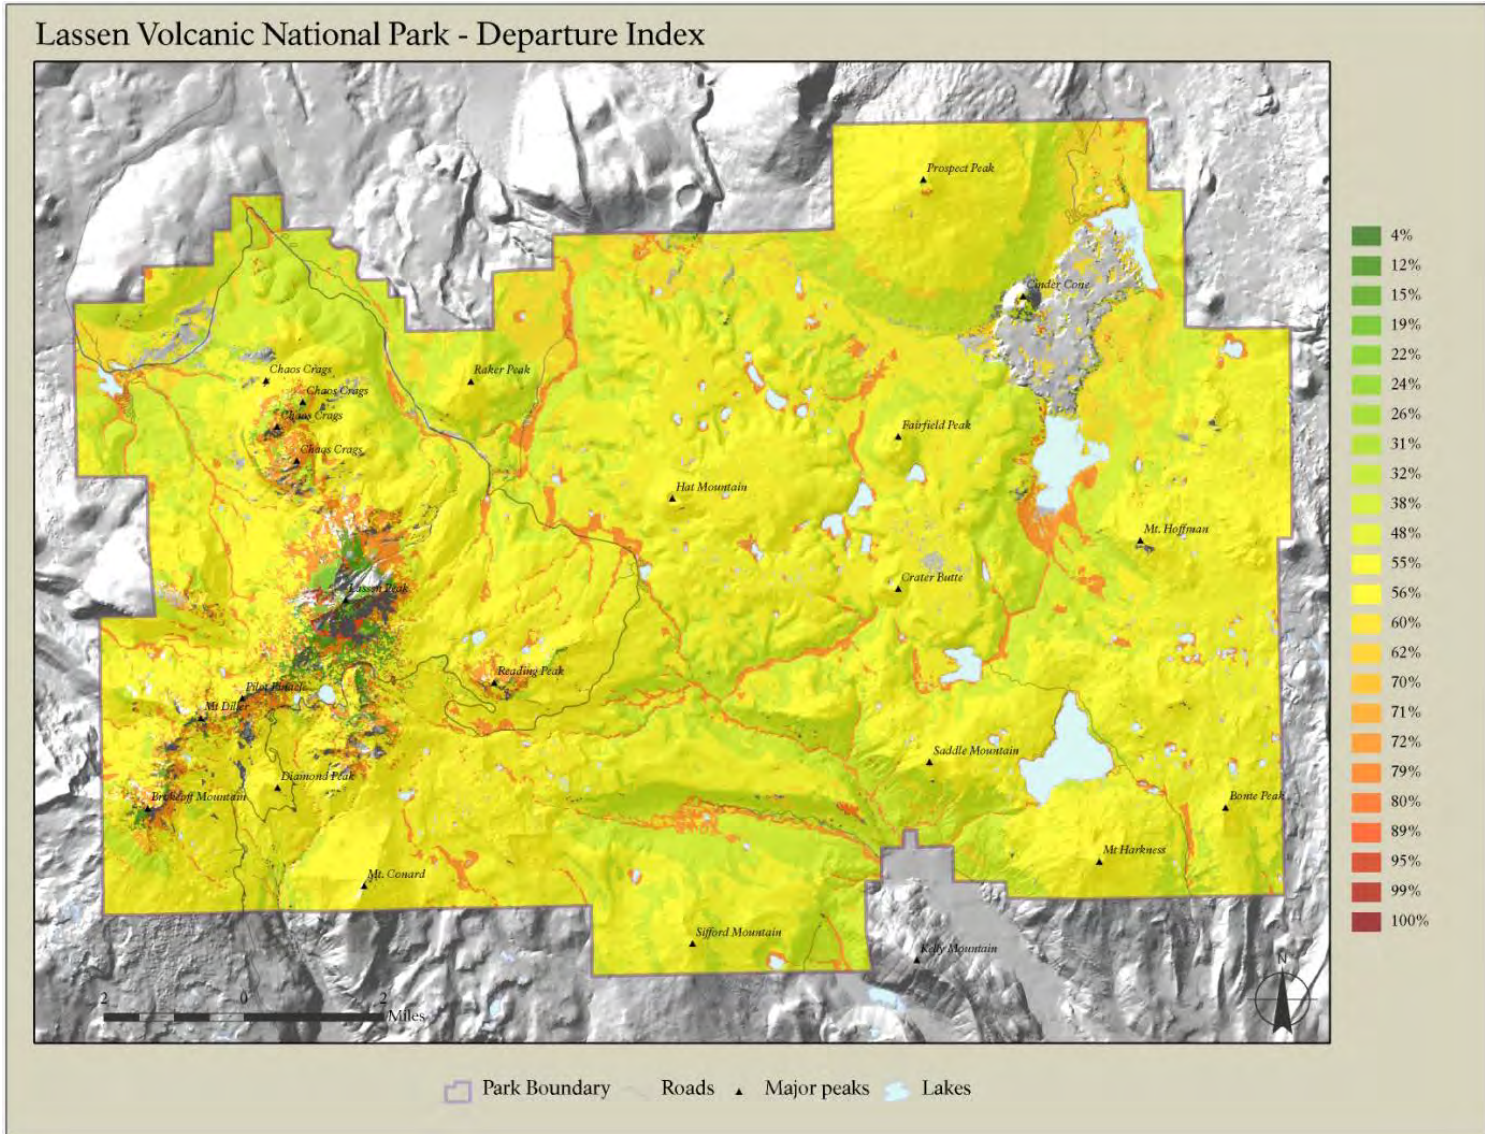 Lassen Volcanic National Park - Departure Index
Prospect Peak
Cinder Cone
Chaos Crags
Chaos Crags
Chaos Crags
Chaos Crags
Raker Peak
Fairfield Peak
Hat Mountain
Mt. Hoffman
Crater Butte
Lassen Peak
Reading Peak
Pilot Pinacle
Mt Diller
Saddle Mountain
Diamond Peak
Brokeoff Mountain
Bonte Peak
Mt Harkness
Mt. Conard
Sifford Mountain
Kelly Mountain
4%
12%
15%
19%
22%
24%
26%
31%
32%
38%
48%
55%
56%
60%
62%
70%
71%
72%
79%
80%
89%
95%
99%
100%
N
2 0 2
Miles
Park Boundary Roads Major peaks Lakes